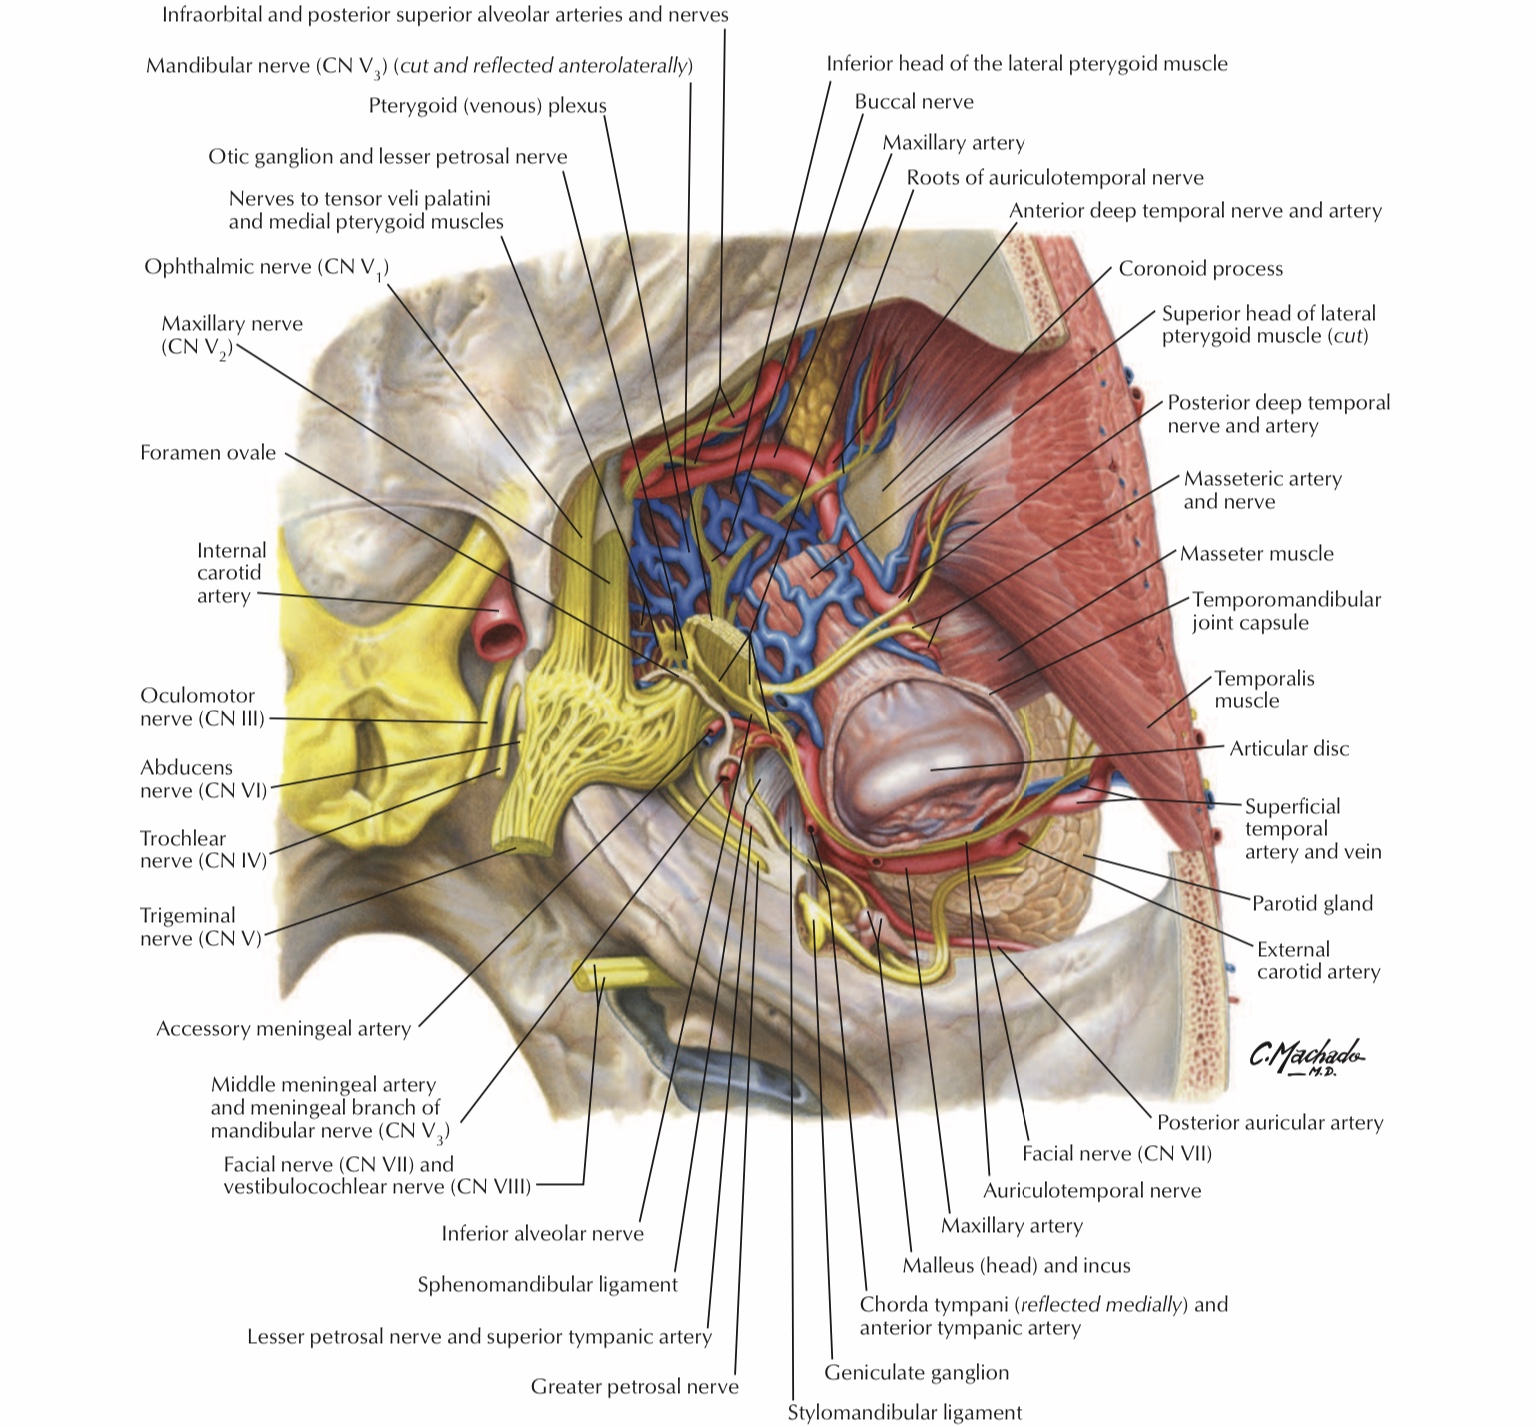 Infraorbital and posterior superior alveolar arteries and nerves
Mandibular nerve (CN V3) (cut and reflected anterolaterally)
Pterygoid (venous) plexus
Otic ganglion and lesser petrosal nerve
Nerves to tensor veli palatini
and medial pterygoid muscles
Ophthalmic nerve (CN V1)
Maxillary nerve
(CN V2)
Foramen ovale
Internal
carotid
artery
Oculomotor
nerve (CN III)
Abducens
nerve (CN VI)
Trochlear
nerve (CN IV)
Trigeminal
nerve (CN V)
Accessory meningeal artery
Middle meningeal artery
and meningeal branch of
mandibular nerve (CN V3)
Facial nerve (CN VII) and
vestibulocochlear nerve (CN VIII)
Inferior alveolar nerve
Sphenomandibular ligament
Lesser petrosal nerve and superior tympanic artery
Greater petrosal nerve
Inferior head of the lateral pterygoid muscle
Buccal nerve
Maxillary artery
Roots of auriculotemporal nerve
Anterior deep temporal nerve and artery
Coronoid process
Superior head of lateral
pterygoid muscle (cut)
Posterior deep temporal
nerve and artery
Masseteric artery
and nerve
Masseter muscle
Temporomandibular
joint capsule
Temporalis
muscle
Articular disc
Superficial
temporal
artery and vein
Parotid gland
External
carotid artery
C. Machado
M.D.
Posterior auricular artery
Facial nerve (CN VII)
Auriculotemporal nerve
Maxillary artery
Malleus (head) and incus
Chorda tympani (reflected medially) and
anterior tympanic artery
Geniculate ganglion
Stylomandibular ligament